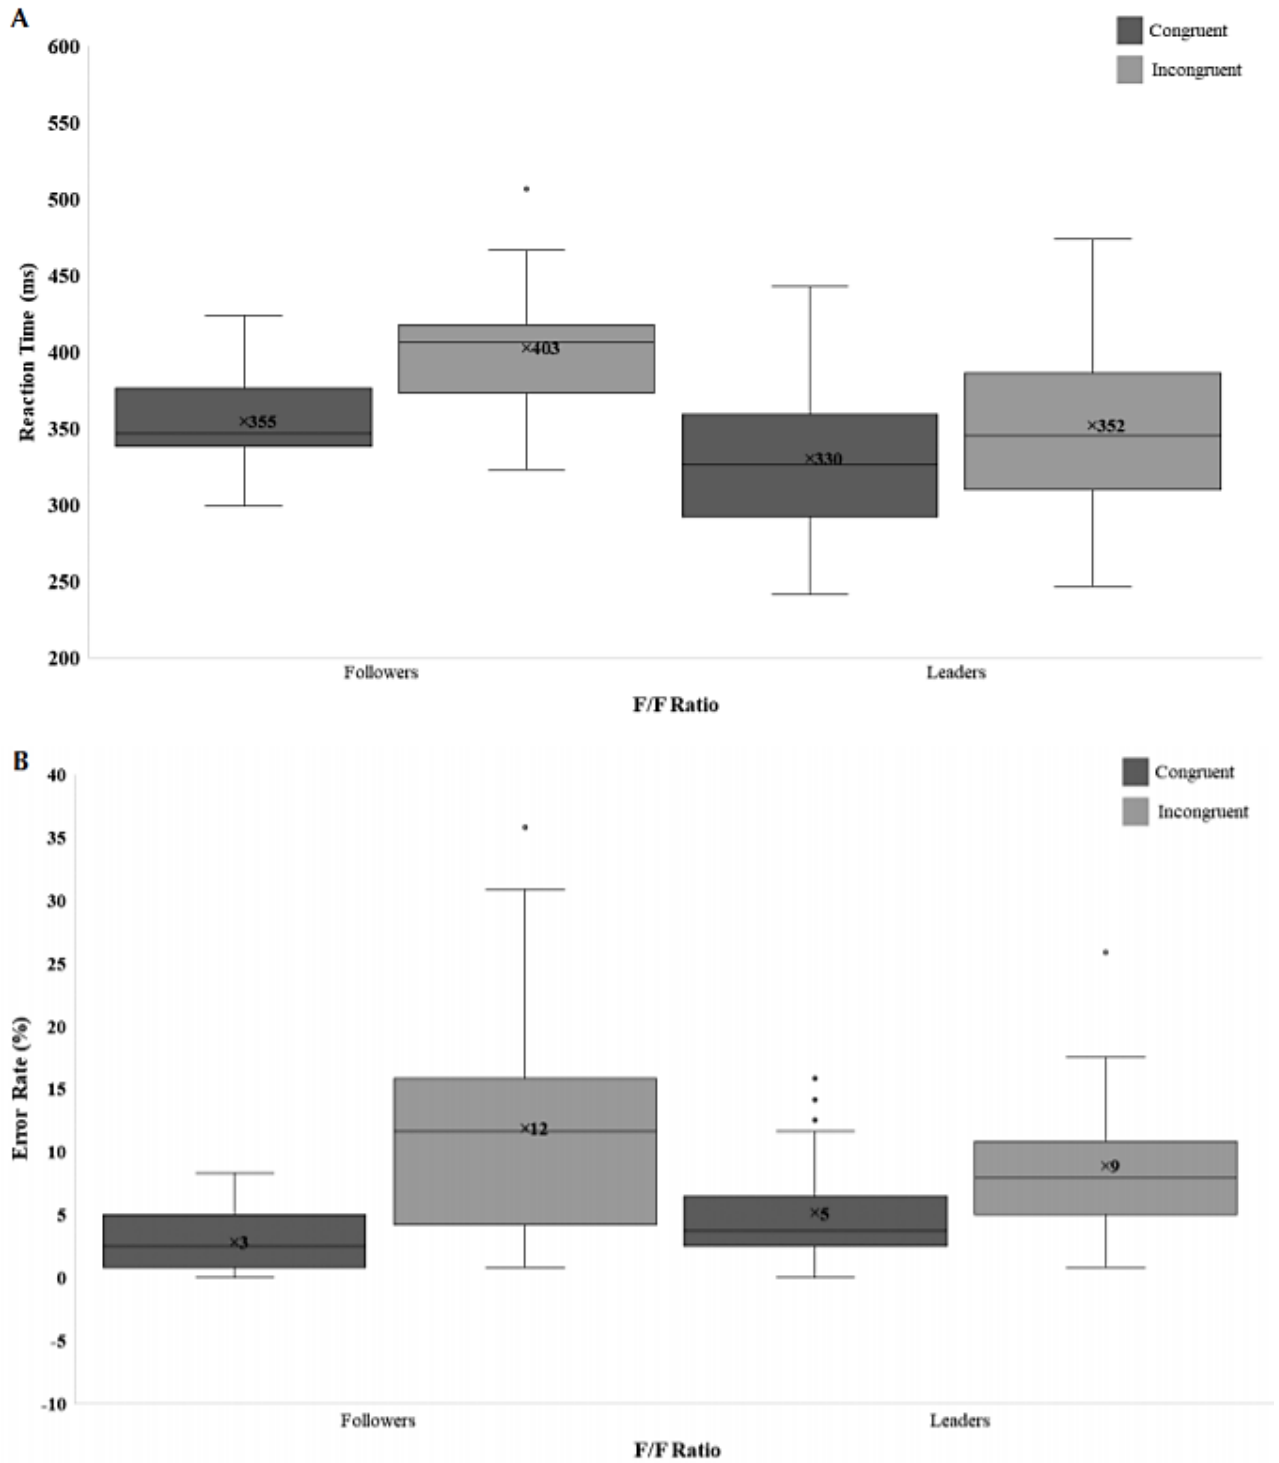 A
Congruent
Incongruent
600
550
500
450
400
350
300
250
200
Reaction Time (ms)
×355
×403
×330
×352
Followers
Leaders
F/F Ratio
B
Congruent
Incongruent
40
35
30
25
20
15
10
5
0
-5
-10
Error Rate (%)
×3
×12
×5
×9
Followers
Leaders
F/F Ratio